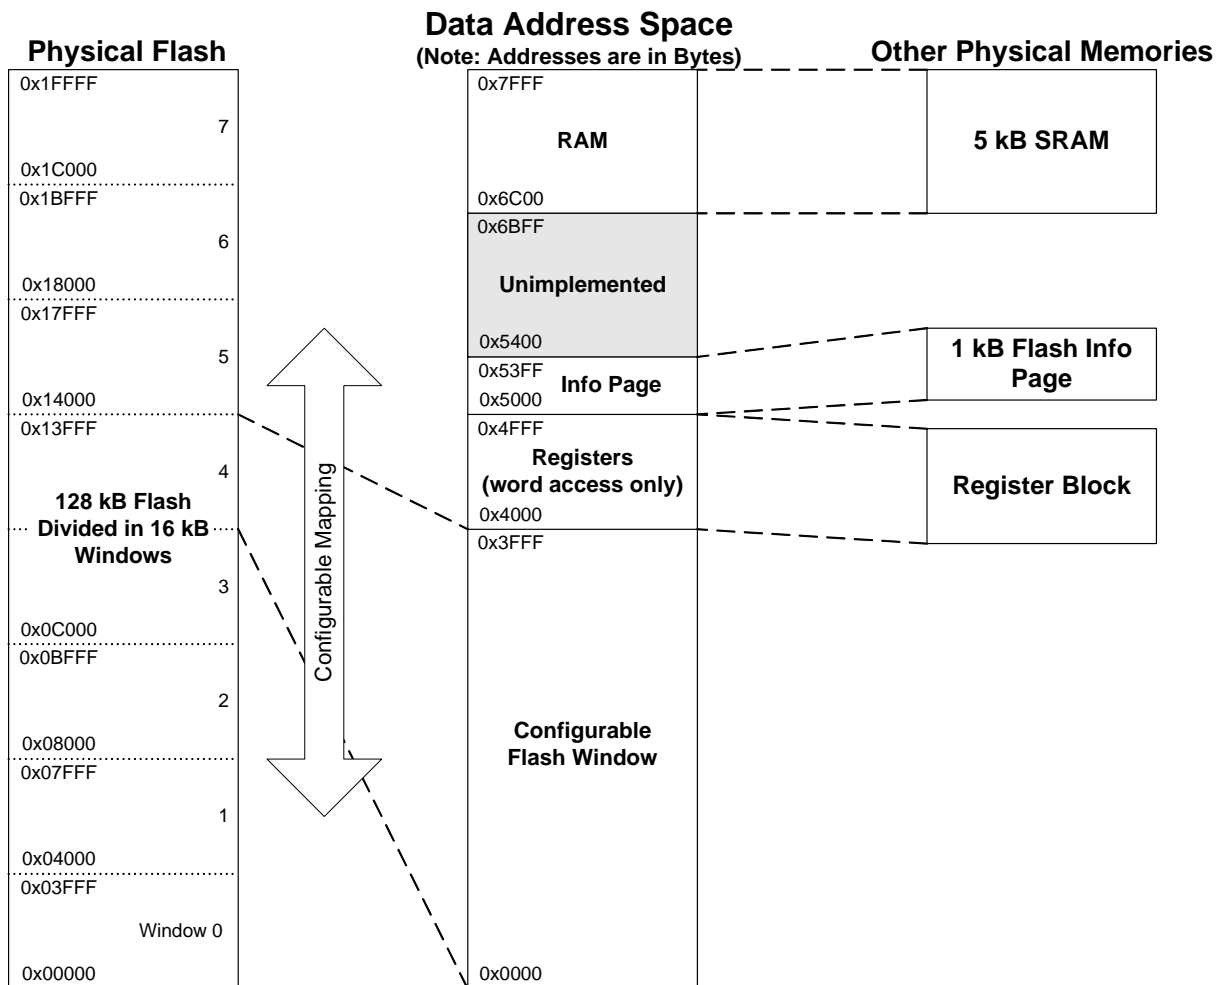 Physical Flash
0x1FFFF
7
0x1C000
0x1BFFF
6
0x18000
0x17FFF
5
0x14000
0x13FFF
4
128 kB Flash
Divided in 16 kB
Windows
3
0x0C000
0x0BFFF
2
0x08000
0x07FFF
1
0x04000
0x03FFF
Window 0
0x00000
Configurable Mapping
Data Address Space
(Note: Addresses are in Bytes)
0x7FFF
RAM
0x6C00
0x6BFF
Unimplemented
0x5400
0x53FF
Info Page
0x5000
0x4FFF
Registers
(word access only)
0x4000
0x3FFF
Configurable
Flash Window
0x0000
Other Physical Memories
5 kB SRAM
1 kB Flash Info
Page
Register Block